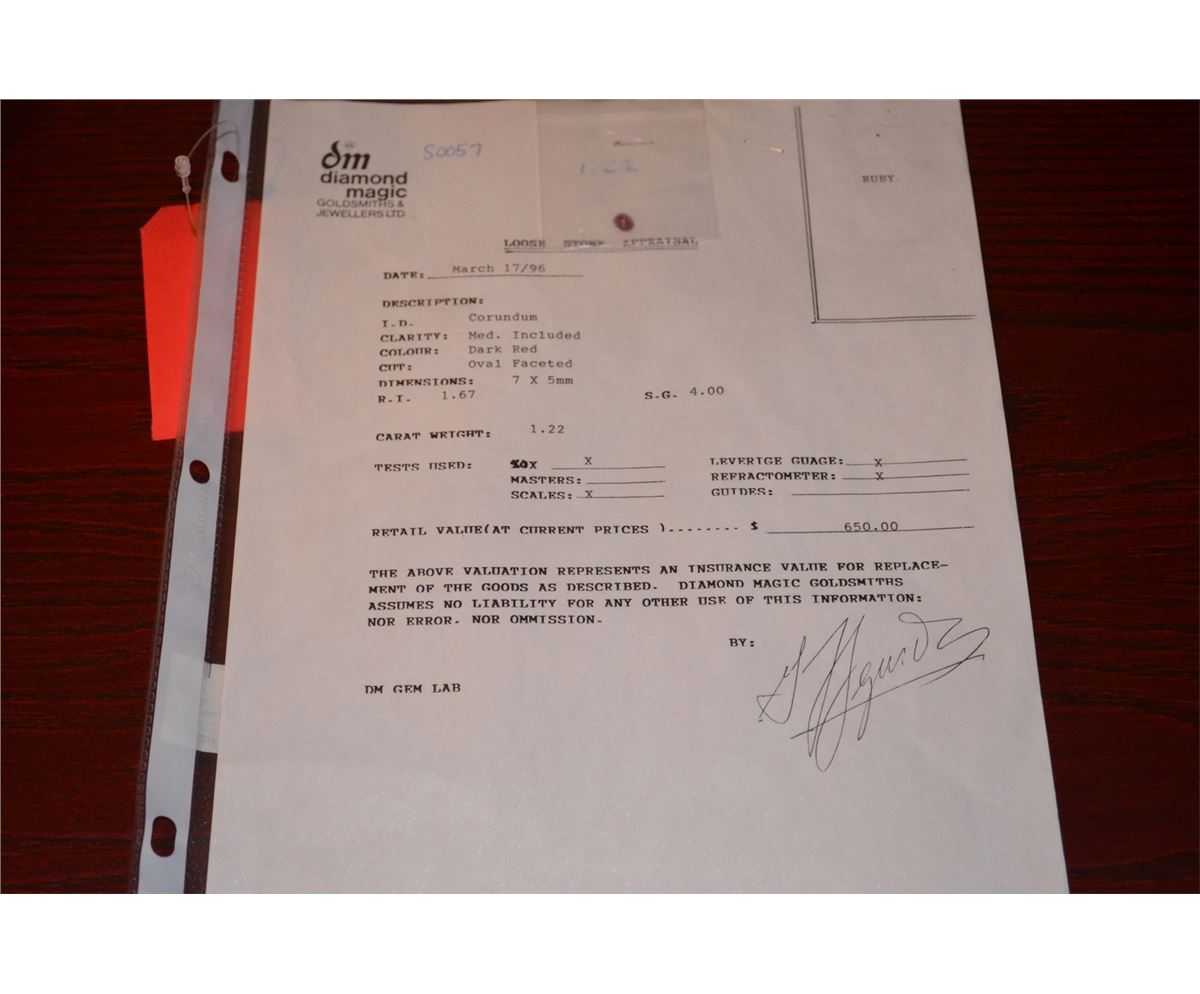 dm
diamond
magic
GOLDSMITHS &
JEWELLERS LTD
S0057
1.22
RUBY.
LOOSE STONE APPRAISAL
DATE: March 17/96
DESCRIPTION:
I.D. Corundum
CLARITY: Med. Included
COLOUR: Dark Red
CUT: Oval Faceted
DIMENSIONS: 7 X 5mm
R.I. 1.67 S.G. 4.00
CARAT WEIGHT: 1.22
TESTS USED: 10X X LEVERIGE GUAGE: X
MASTERS: REFRACTOMETER: X
SCALES: X GUIDES:
RETAIL VALUE(AT CURRENT PRICES )........ $ 650.00
THE ABOVE VALUATION REPRESENTS AN INSURANCE VALUE FOR REPLACE-
MENT OF THE GOODS AS DESCRIBED. DIAMOND MAGIC GOLDSMITHS
ASSUMES NO LIABILITY FOR ANY OTHER USE OF THIS INFORMATION:
NOR ERROR. NOR OMMISSION.
BY:
DM GEM LAB